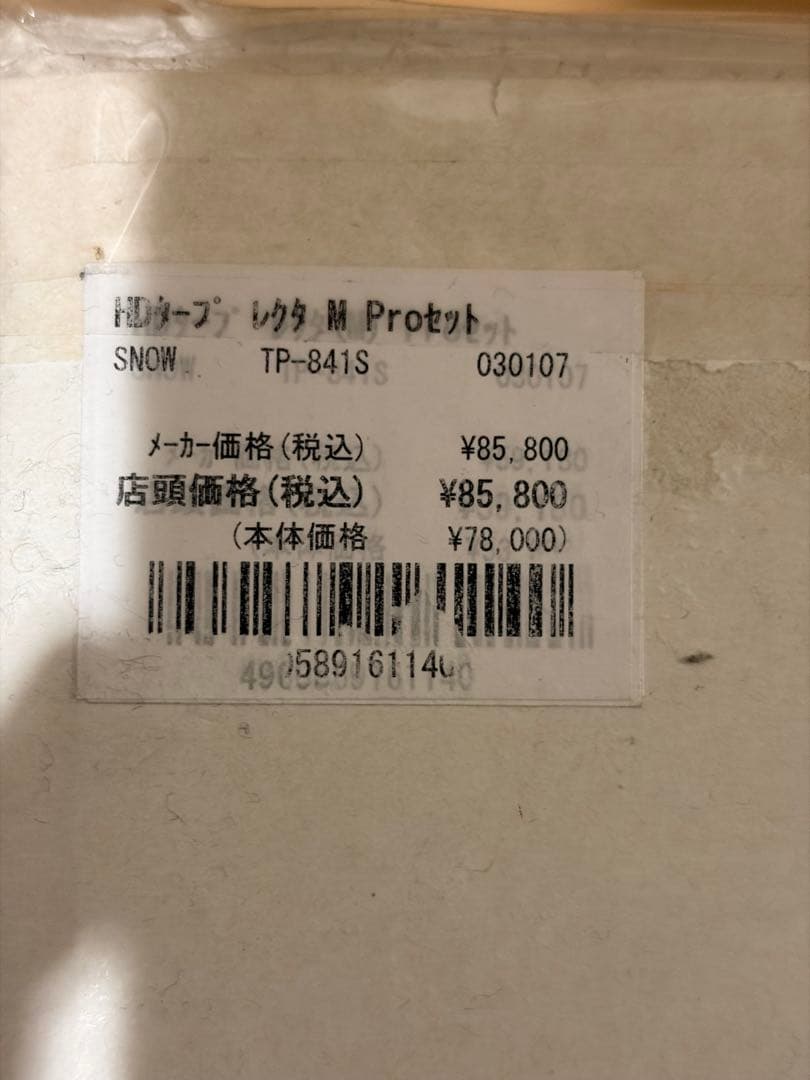 HDﾀｰﾌﾟ ﾚｸﾀ M Proｾｯﾄ
SNOW TP-841S 030107
ﾒｰｶｰ価格(税込) ¥85,800
店頭価格(税込) ¥85,800
(本体価格 ¥78,000)
589161140